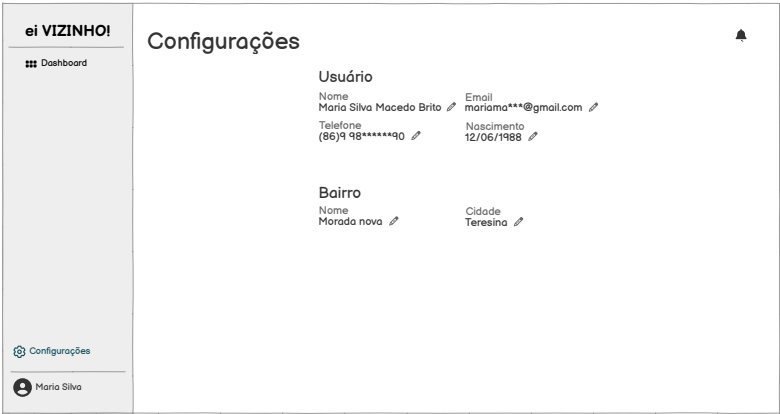 ei VIZINHO!
Dashboard
Configurações
Maria Silva
Configurações
Usuário
Nome
Maria Silva Macedo Brito
Email
mariama***@gmail.com
Telefone
(86)9 98******90
Nascimento
12/06/1988
Bairro
Nome
Morada nova
Cidade
Teresina